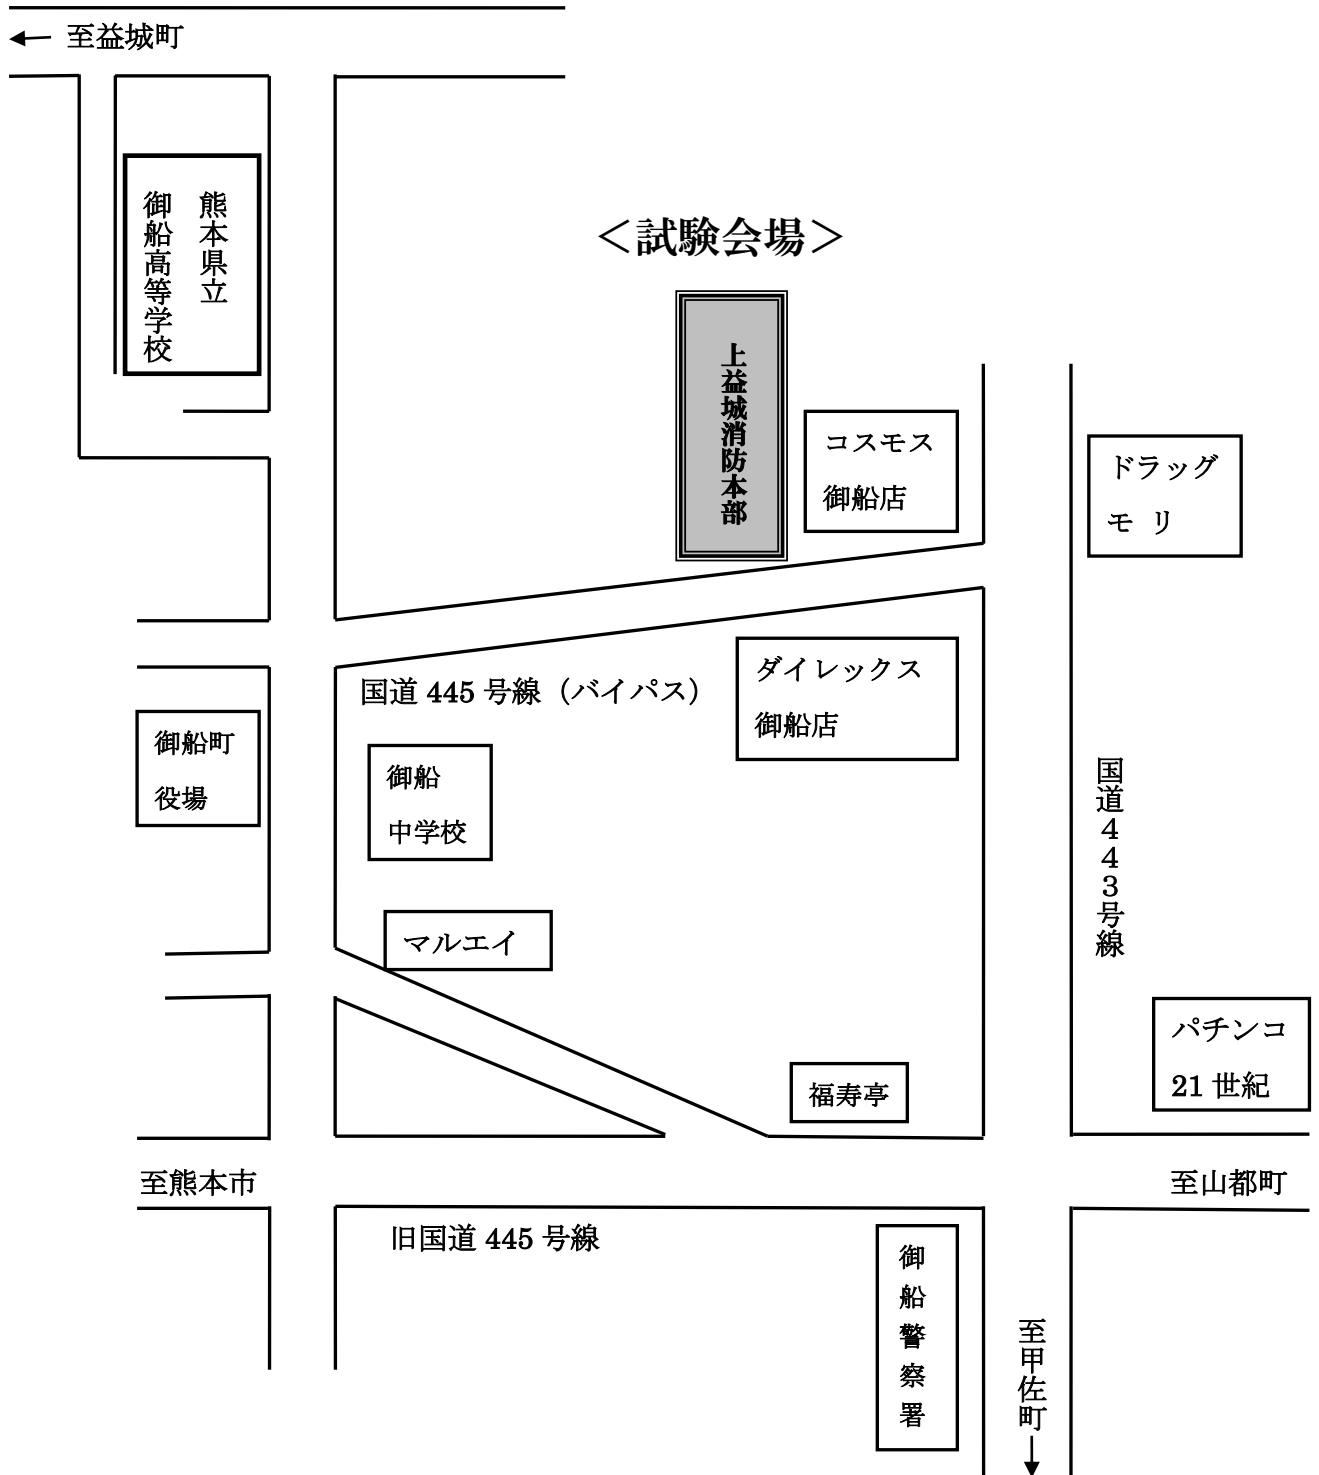 至益城町
熊本県立
御船高等学校
＜試験会場＞
上益城消防本部
コスモス
御船店
ドラッグ
モリ
国道 445 号線（バイパス）
ダイレックス
御船店
御船町
役場
御船
中学校
国道４４３号線
マルエイ
パチンコ
21 世紀
福寿亭
至熊本市
至山都町
旧国道 445 号線
御船警察署
至甲佐町